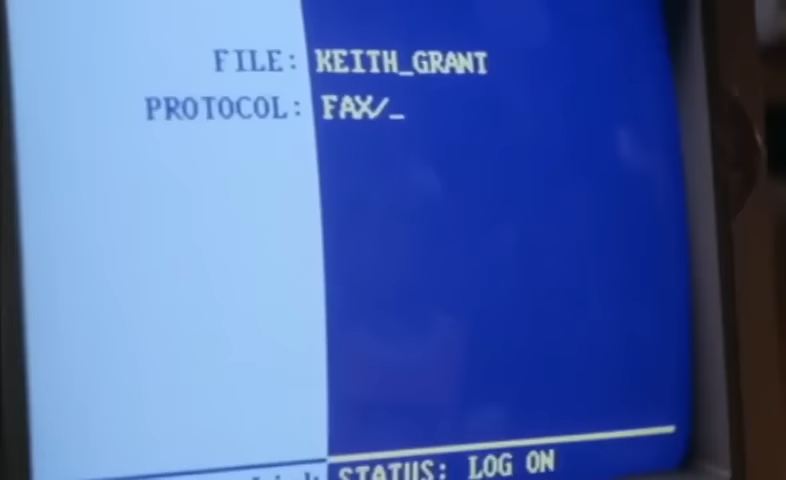 FILE: KEITH_GRANT
PROTOCOL: FAX/_
STATUS: LOG ON